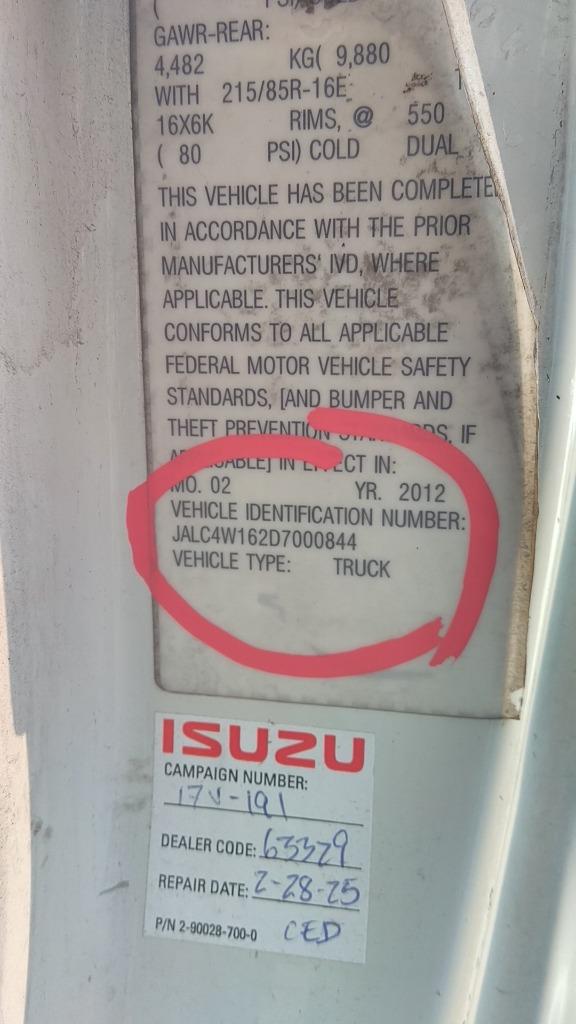 GAWR-REAR:
4,482 KG( 9,880
WITH 215/85R-16E
16X6K RIMS, @ 550
( 80 PSI) COLD DUAL
THIS VEHICLE HAS BEEN COMPLETE
IN ACCORDANCE WITH THE PRIOR
MANUFACTURERS' IVD, WHERE
APPLICABLE. THIS VEHICLE
CONFORMS TO ALL APPLICABLE
FEDERAL MOTOR VEHICLE SAFETY
STANDARDS, [AND BUMPER AND
THEFT PREVENTION STANDARDS, IF
APPLICABLE] IN EFFECT IN:
MO. 02 YR. 2012
VEHICLE IDENTIFICATION NUMBER:
JALC4W162D7000844
VEHICLE TYPE: TRUCK
ISUZU
CAMPAIGN NUMBER:
17V-191
DEALER CODE: 63329
REPAIR DATE: 2-28-25
P/N 2-90028-700-0 CED